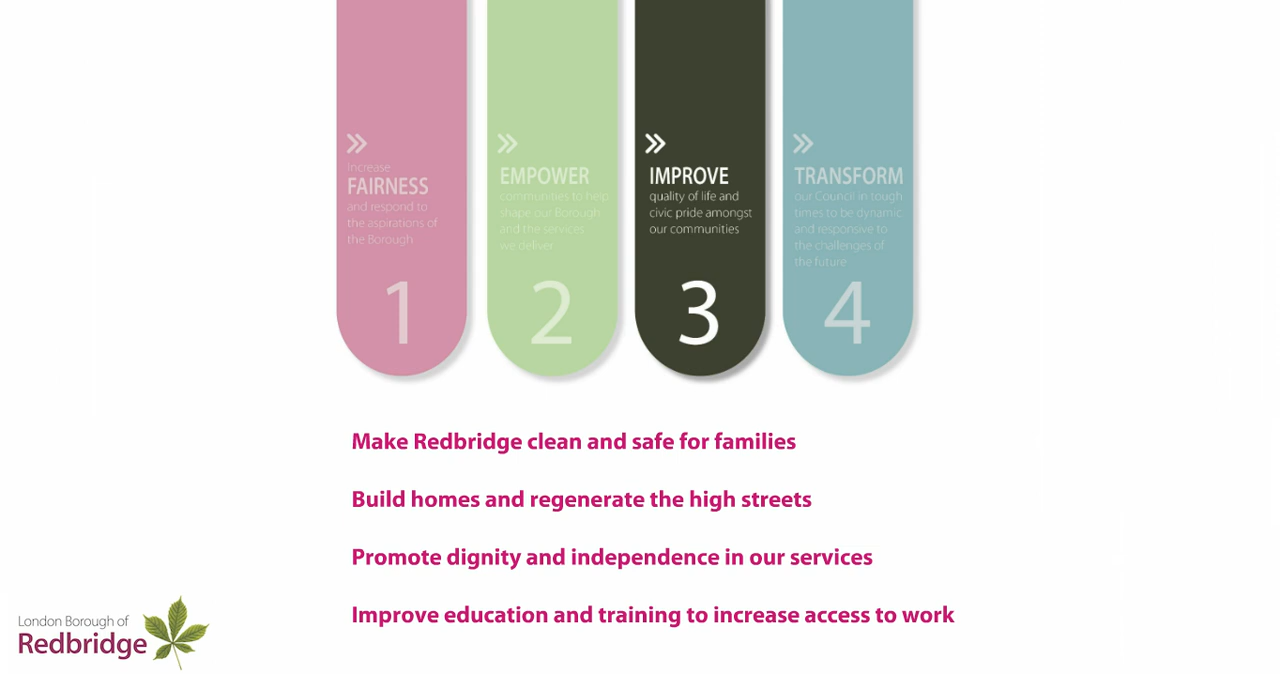 Increase
FAIRNESS
and respond to
the aspirations of
the Borough
1
EMPOWER
communities to help
shape our Borough
and the services
we deliver
2
IMPROVE
quality of life and
civic pride amongst
our communities
3
TRANSFORM
our Council in tough
times to be dynamic
and responsive to
the challenges of
the future
4
Make Redbridge clean and safe for families
Build homes and regenerate the high streets
Promote dignity and independence in our services
Improve education and training to increase access to work
London Borough of
Redbridge